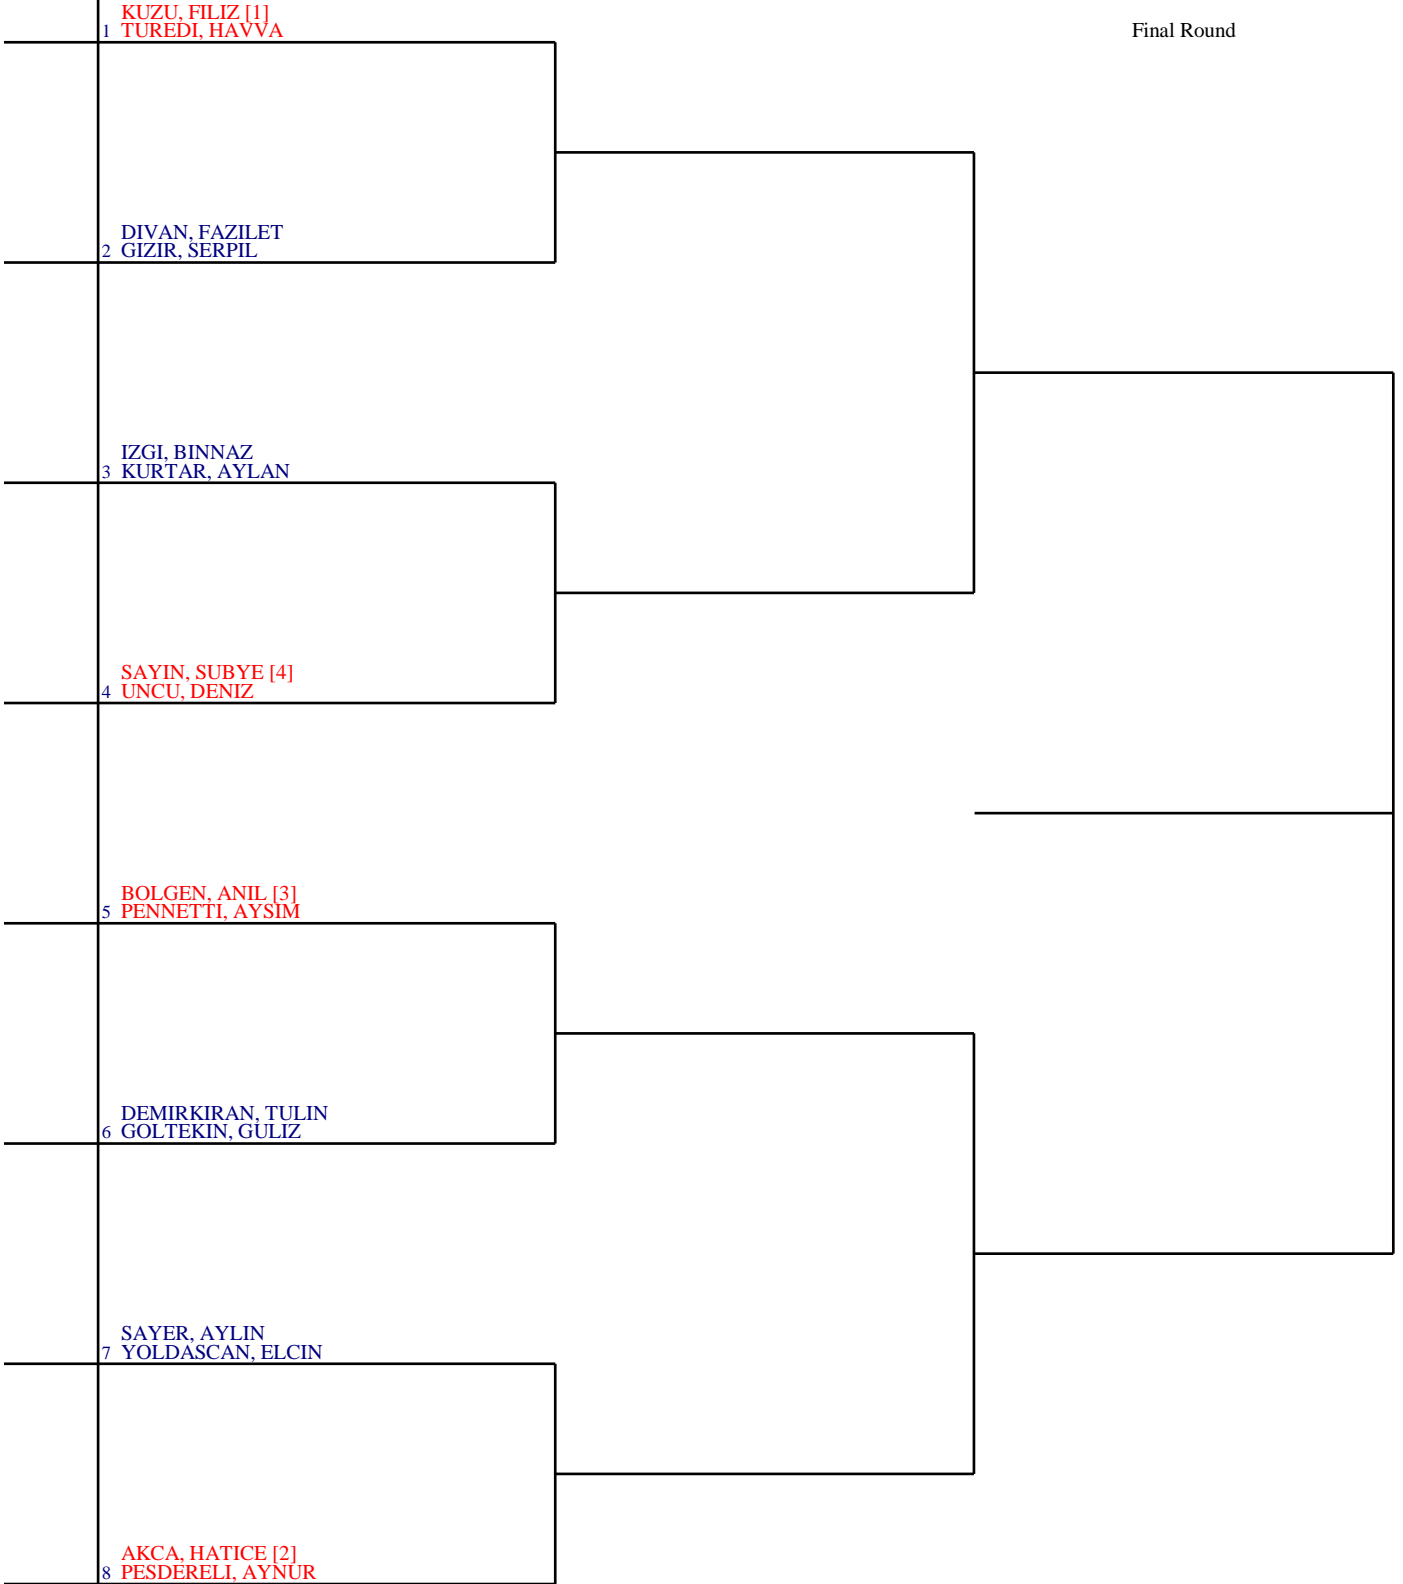 KUZU, FILIZ [1]
1 TUREDI, HAVVA
Final Round
DIVAN, FAZILET
2 GIZIR, SERPIL
IZGI, BINNAZ
3 KURTAR, AYLAN
SAYIN, SUBYE [4]
4 UNCU, DENIZ
BOLGEN, ANIL [3]
5 PENNETTI, AYSIM
DEMIRKIRAN, TULIN
6 GOLTEKIN, GULIZ
SAYER, AYLIN
7 YOLDASCAN, ELCIN
AKCA, HATICE [2]
8 PESDERELI, AYNUR